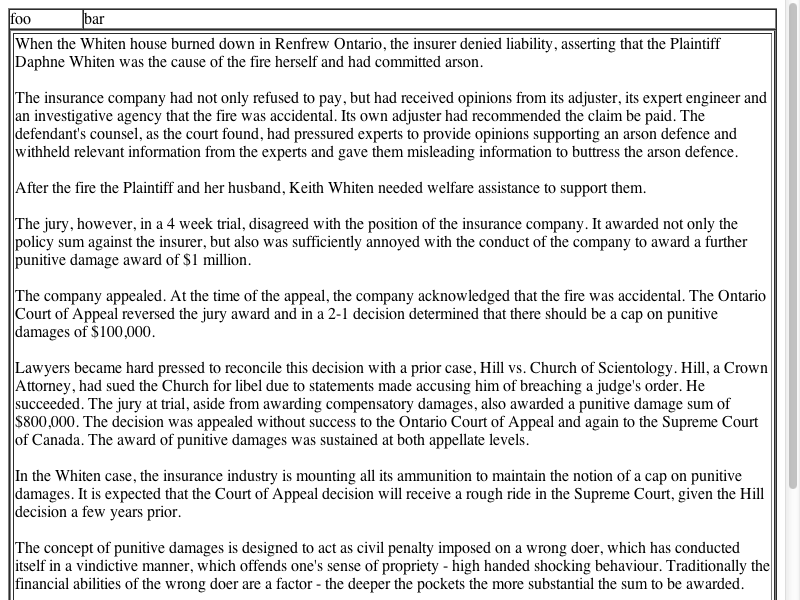 foo bar
When the Whiten house burned down in Renfrew Ontario, the insurer denied liability, asserting that the Plaintiff
Daphne Whiten was the cause of the fire herself and had committed arson.
The insurance company had not only refused to pay, but had received opinions from its adjuster, its expert engineer and
an investigative agency that the fire was accidental. Its own adjuster had recommended the claim be paid. The
defendant's counsel, as the court found, had pressured experts to provide opinions supporting an arson defence and
withheld relevant information from the experts and gave them misleading information to buttress the arson defence.
After the fire the Plaintiff and her husband, Keith Whiten needed welfare assistance to support them.
The jury, however, in a 4 week trial, disagreed with the position of the insurance company. It awarded not only the
policy sum against the insurer, but also was sufficiently annoyed with the conduct of the company to award a further
punitive damage award of $1 million.
The company appealed. At the time of the appeal, the company acknowledged that the fire was accidental. The Ontario
Court of Appeal reversed the jury award and in a 2-1 decision determined that there should be a cap on punitive
damages of $100,000.
Lawyers became hard pressed to reconcile this decision with a prior case, Hill vs. Church of Scientology. Hill, a Crown
Attorney, had sued the Church for libel due to statements made accusing him of breaching a judge's order. He
succeeded. The jury at trial, aside from awarding compensatory damages, also awarded a punitive damage sum of
$800,000. The decision was appealed without success to the Ontario Court of Appeal and again to the Supreme Court
of Canada. The award of punitive damages was sustained at both appellate levels.
In the Whiten case, the insurance industry is mounting all its ammunition to maintain the notion of a cap on punitive
damages. It is expected that the Court of Appeal decision will receive a rough ride in the Supreme Court, given the Hill
decision a few years prior.
The concept of punitive damages is designed to act as civil penalty imposed on a wrong doer, which has conducted
itself in a vindictive manner, which offends one's sense of propriety - high handed shocking behaviour. Traditionally the
financial abilities of the wrong doer are a factor - the deeper the pockets the more substantial the sum to be awarded.